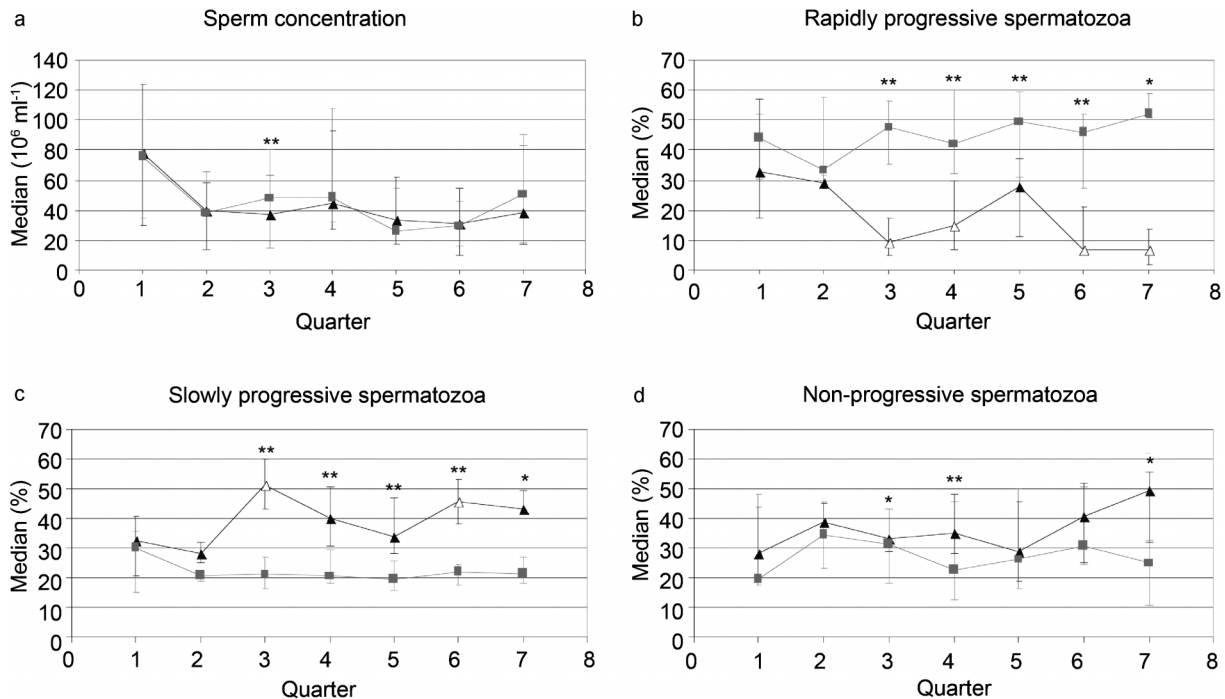 a Sperm concentration
Median (10⁶ ml⁻¹)
140
120
100
80
60
40
20
0
**
0 1 2 3 4 5 6 7 8
Quarter
b Rapidly progressive spermatozoa
Median (%)
70
60
50
40
30
20
10
0
** ** ** ** *
0 1 2 3 4 5 6 7 8
Quarter
c Slowly progressive spermatozoa
Median (%)
70
60
50
40
30
20
10
0
** ** ** ** *
0 1 2 3 4 5 6 7 8
Quarter
d Non-progressive spermatozoa
Median (%)
70
60
50
40
30
20
10
0
* ** *
0 1 2 3 4 5 6 7 8
Quarter